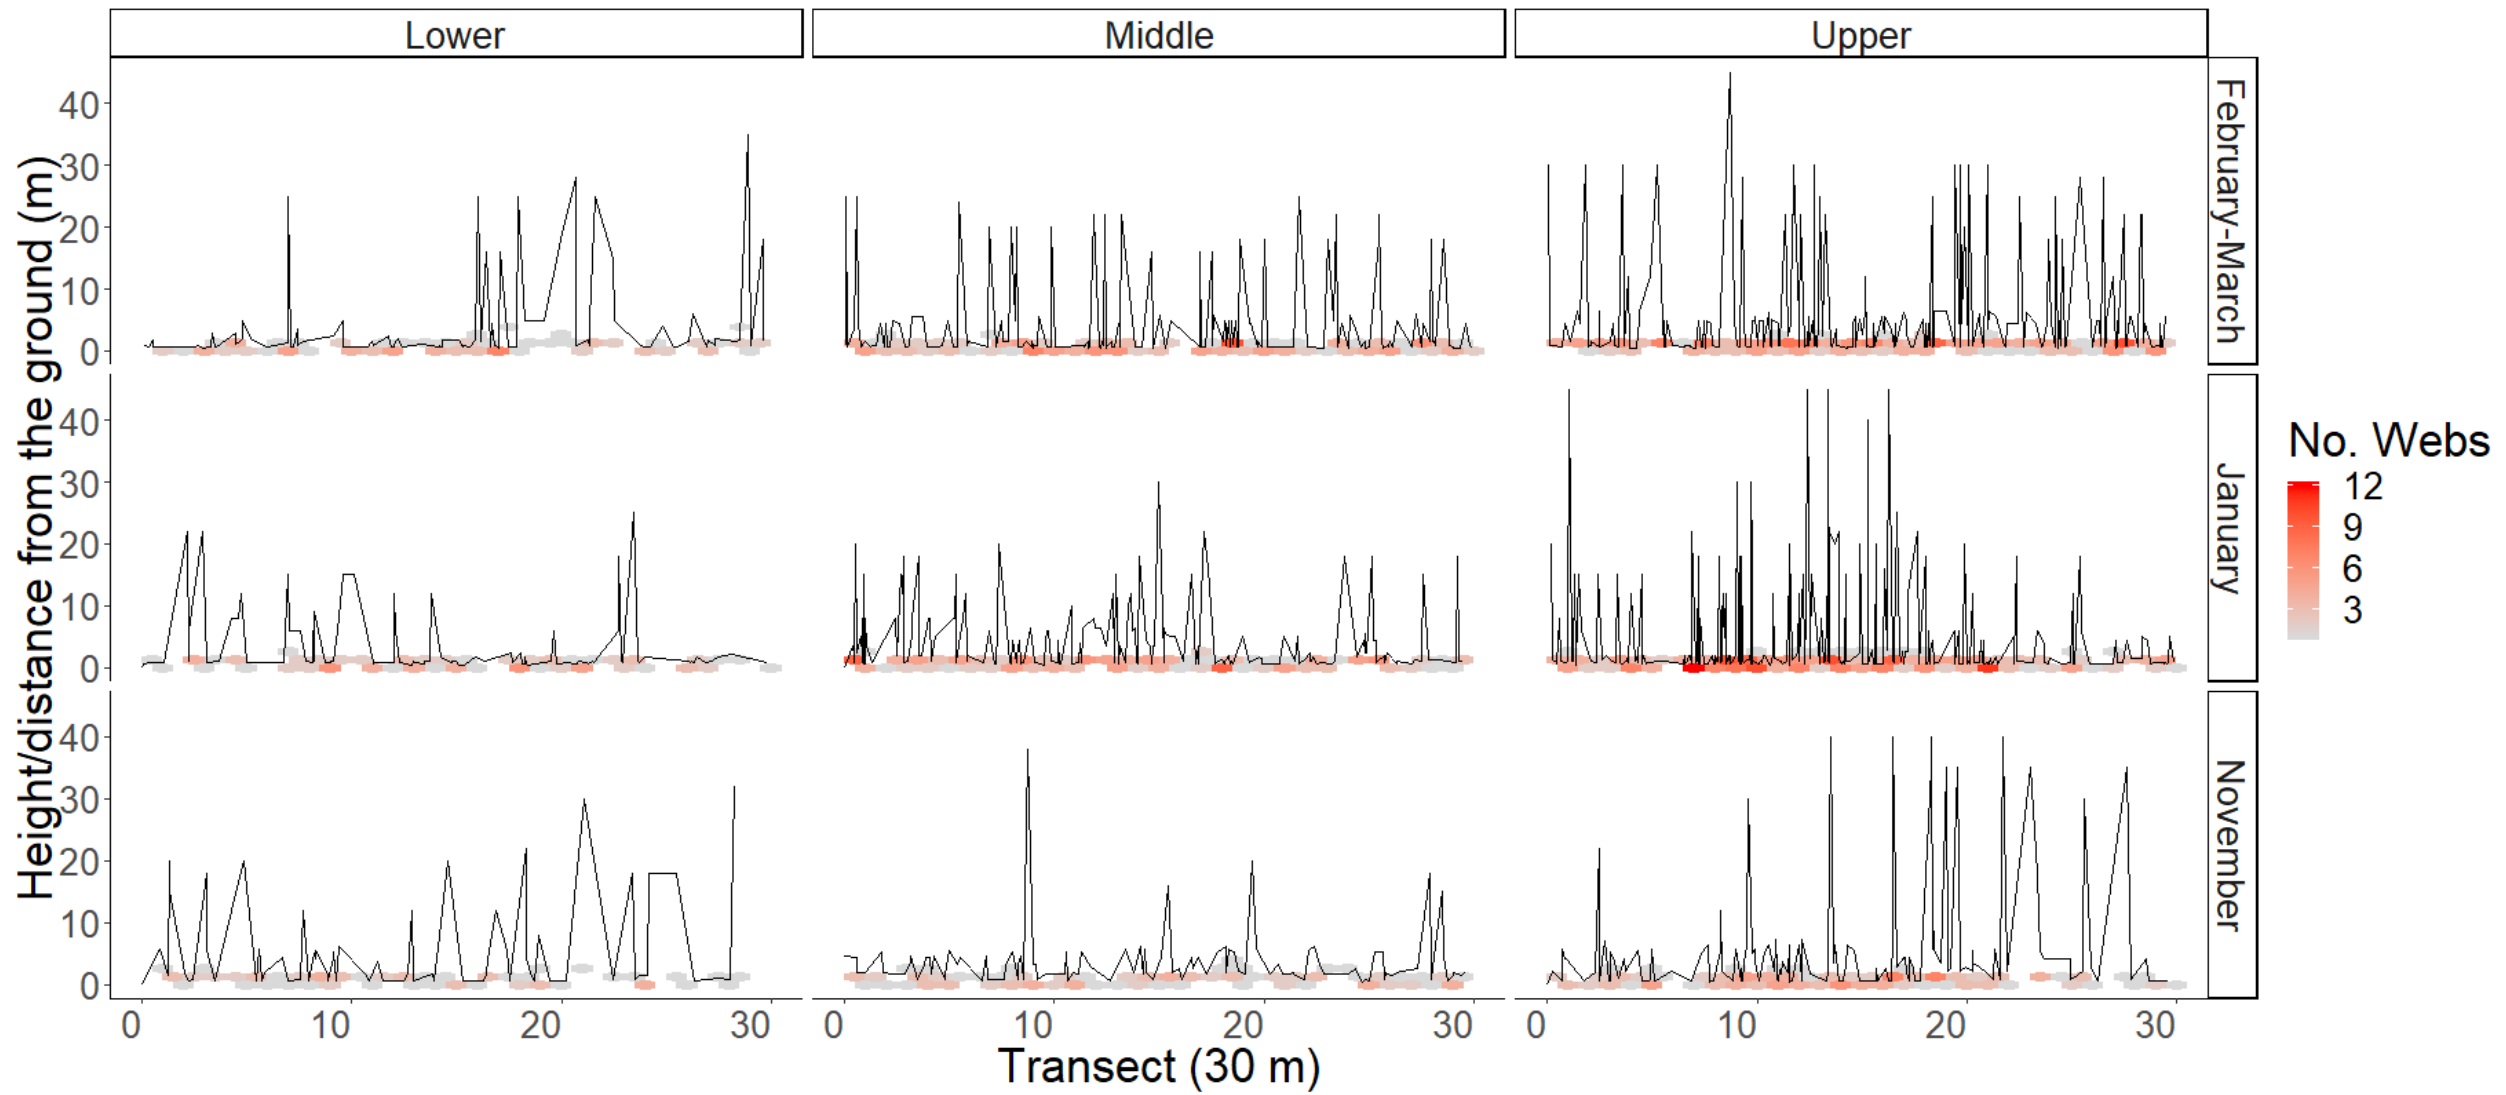 Lower Middle Upper
Height/distance from the ground (m)
40
30
20
10
0
February-March
40
30
20
10
0
January
40
30
20
10
0
November
0 10 20 30 0 10 20 30 0 10 20 30
Transect (30 m)
No. Webs
12
9
6
3